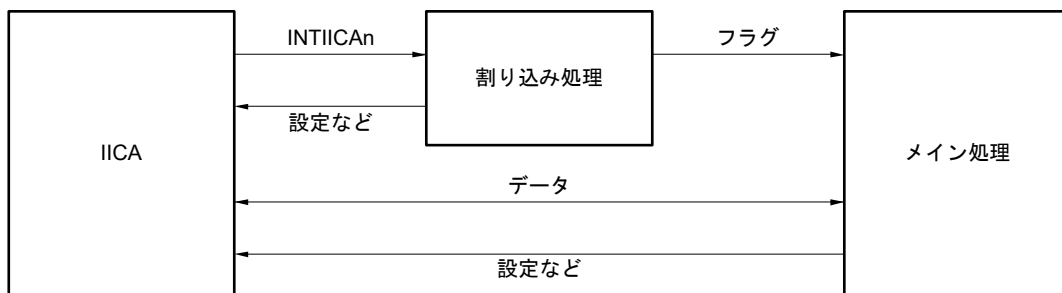 INTIICAn
フラグ
割り込み処理
設定など
IICA
メイン処理
データ
設定など